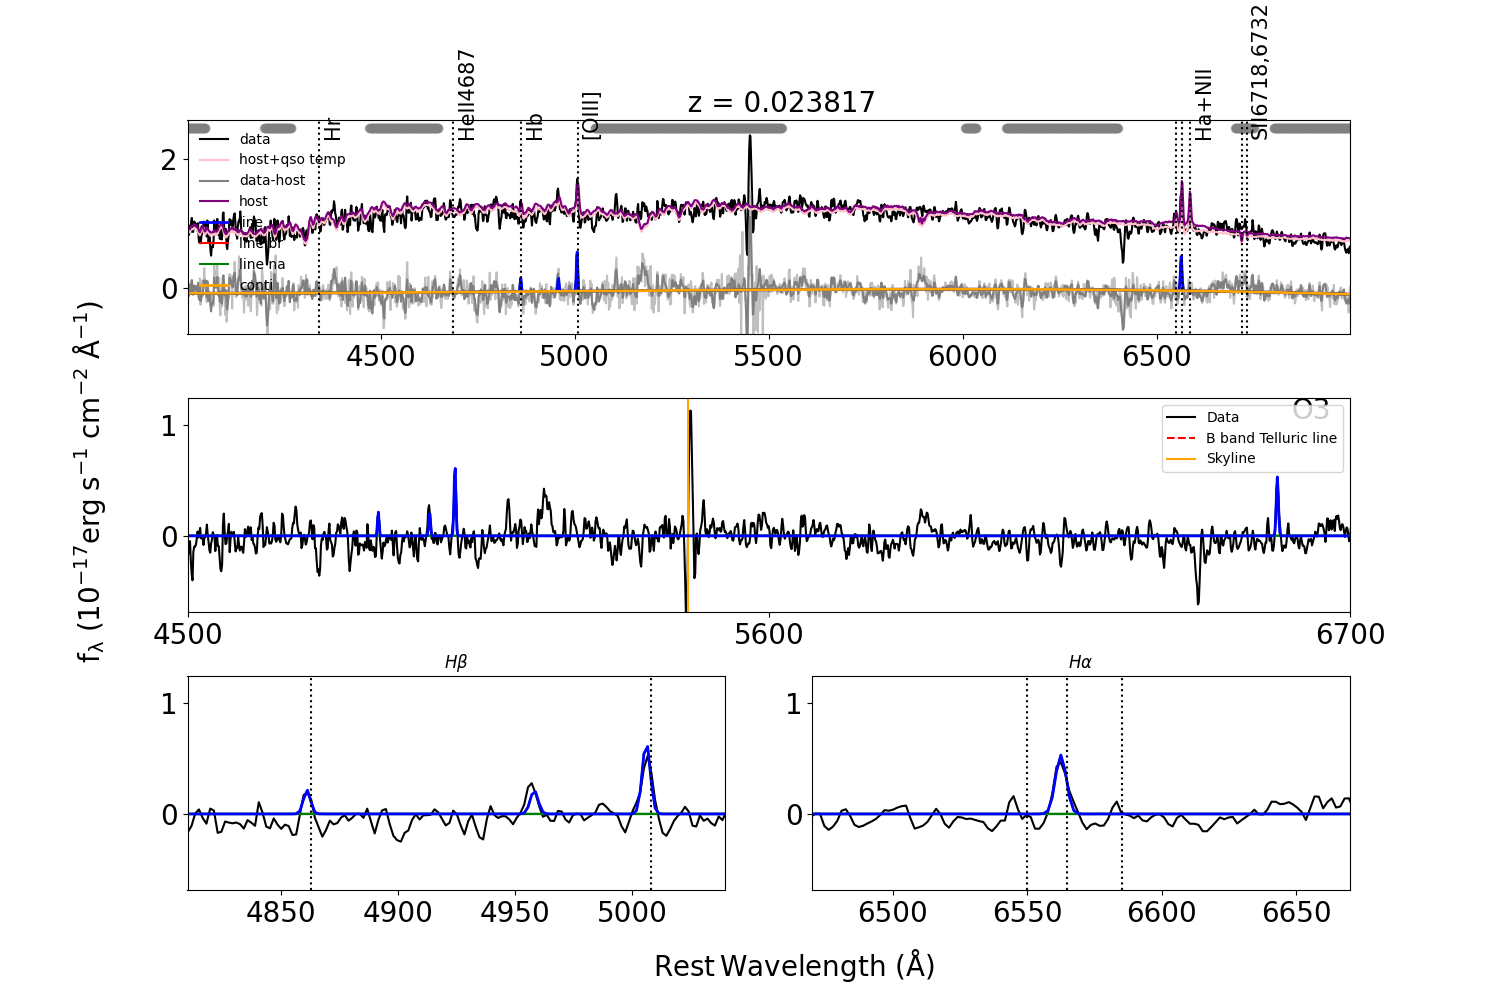 z = 0.023817
Hr
HeII4687
Hb
[OIII]
Ha+NII
SII6718,6732
data
host+qso temp
data-host
host
line
line br
line na
conti
2
0
4500 5000 5500 6000 6500
O3
Data
B band Telluric line
Skyline
1
0
4500 5600 6700
Hβ
1
0
4850 4900 4950 5000
Hα
1
0
6500 6550 6600 6650
fλ (10⁻¹⁷erg s⁻¹ cm⁻² Å⁻¹)
Rest Wavelength (Å)